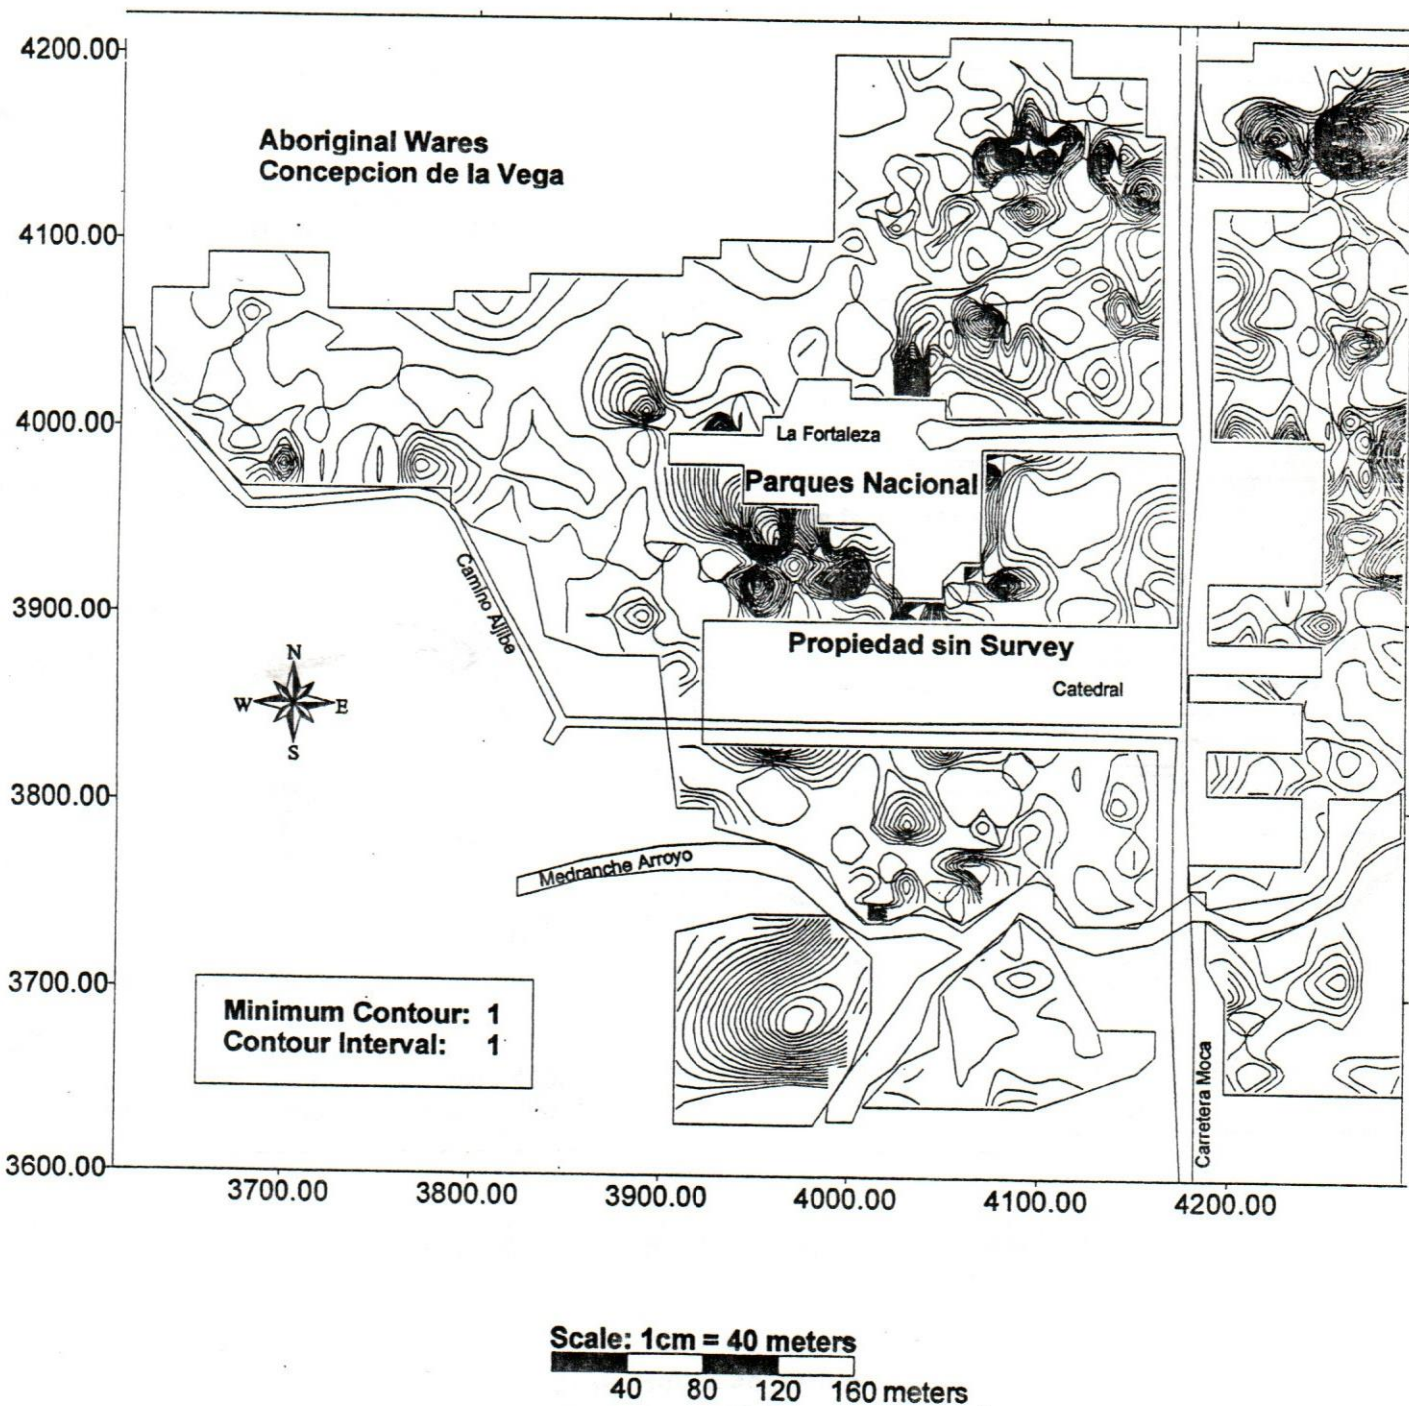 4200.00
Aboriginal Wares
Concepcion de la Vega
4100.00
4000.00
La Fortaleza
Parques Nacional
Camino Aljibe
3900.00
Propiedad sin Survey
Catedral
N
W E
S
3800.00
Medranche Arroyo
3700.00
Minimum Contour: 1
Contour Interval: 1
Carretera Moca
3600.00
3700.00 3800.00 3900.00 4000.00 4100.00 4200.00
Scale: 1cm = 40 meters
40 80 120 160 meters